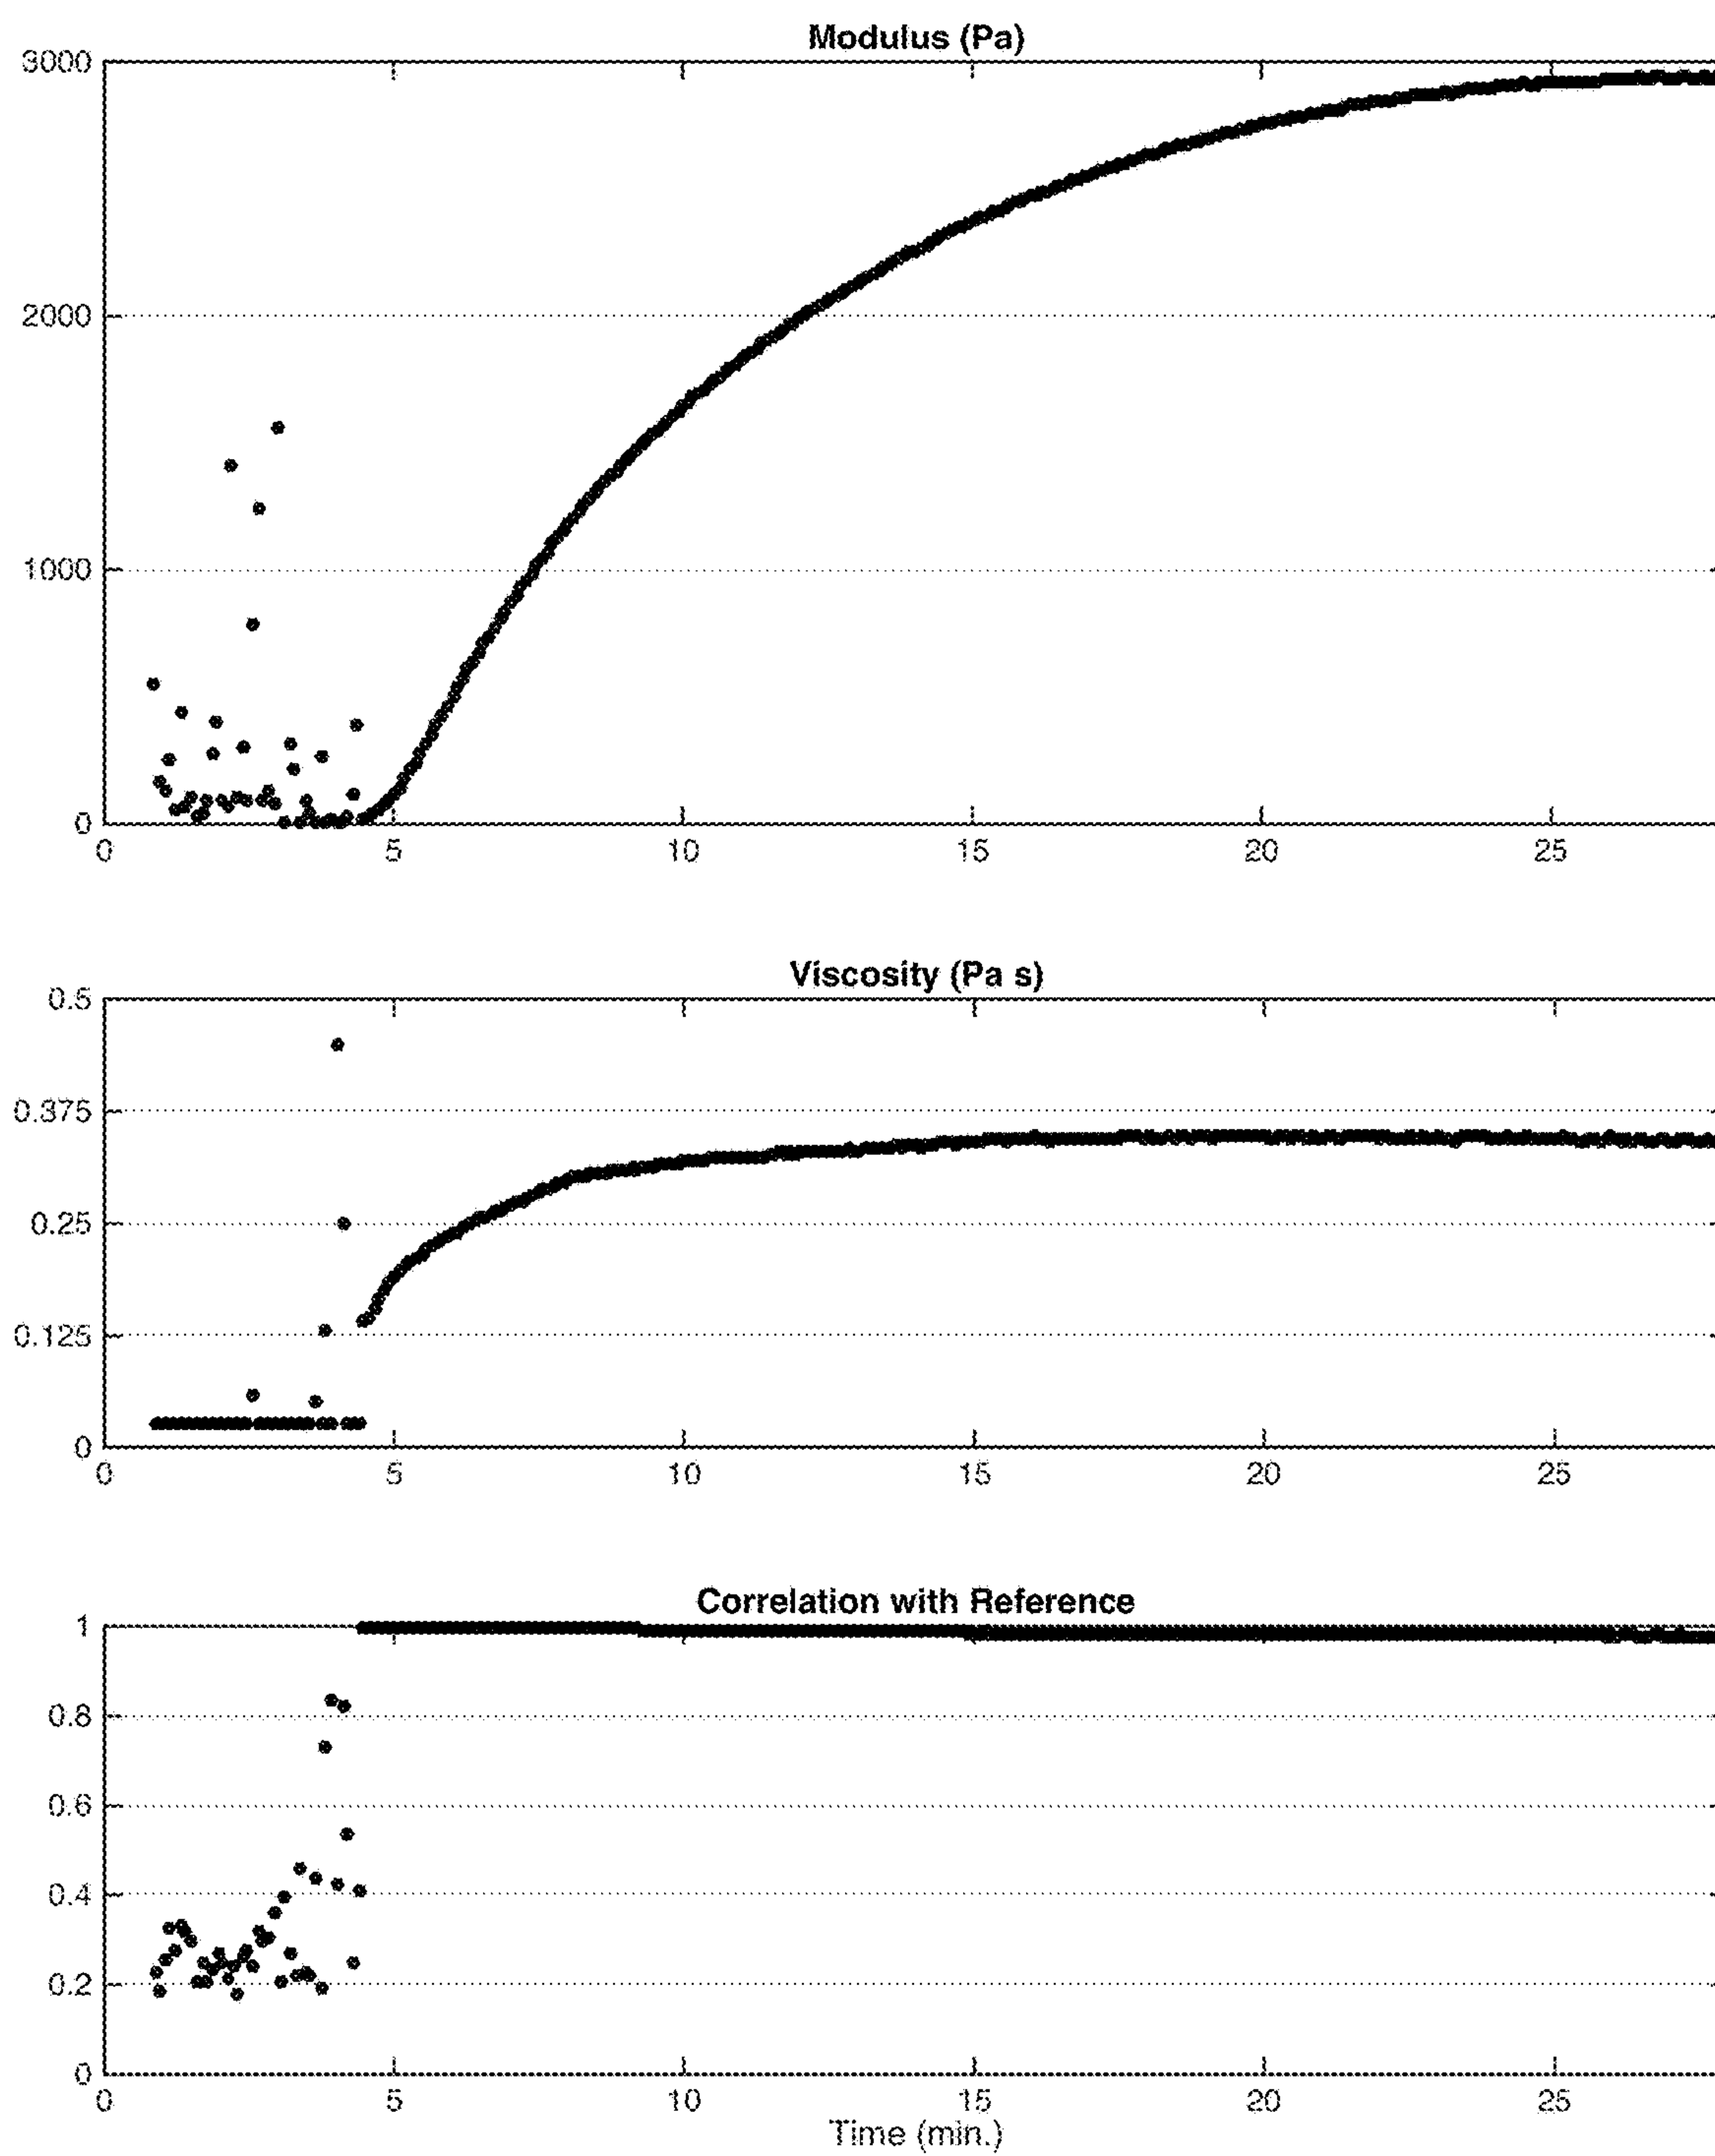 Modulus (Pa)
3000
2000
1000
0
0 5 10 15 20 25
Viscosity (Pa s)
0.5
0.375
0.25
0.125
0
0 5 10 15 20 25
Correlation with Reference
1
0.8
0.6
0.4
0.2
0
0 5 10 15 20 25
Time (min.)